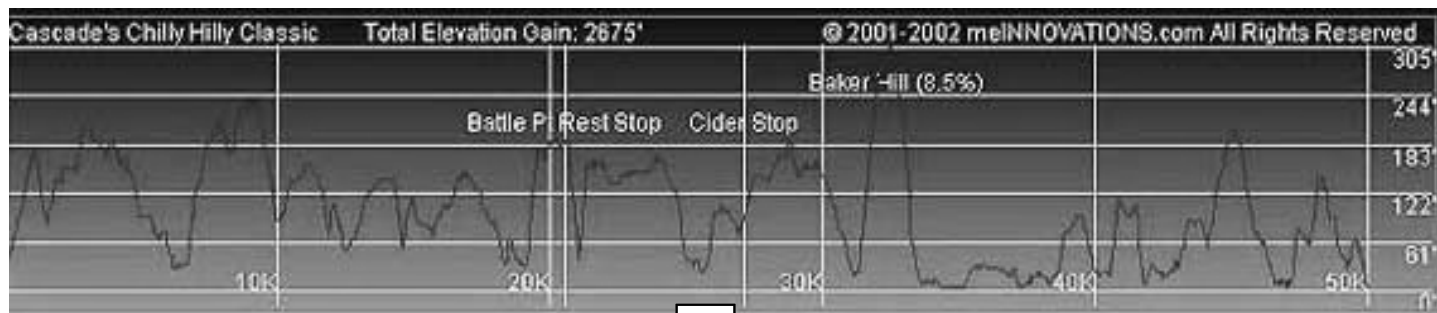 Cascade's Chilly Hilly Classic Total Elevation Gain: 2675' © 2001-2002 meINNOVATIONS.com All Rights Reserved
305'
Baker Hill (8.5%)
244'
Battle Pt Rest Stop Cider Stop
183'
122'
61'
10K 20K 30K 40K 50K
0'